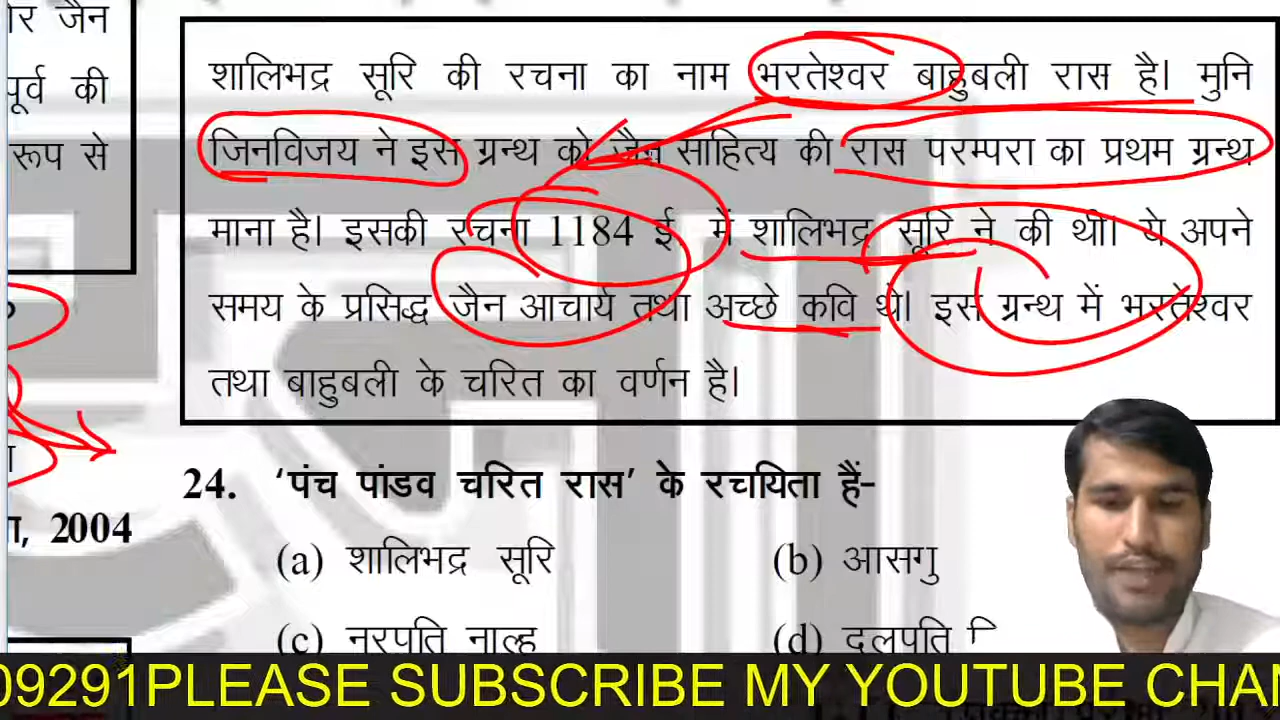 र जैन
पूर्व की
रूप से
2004
शालिभद्र सूरि की रचना का नाम भरतेश्वर बाहुबली रास है। मुनि
जिनविजय ने इस ग्रन्थ को जैन साहित्य की रास परम्परा का प्रथम ग्रन्थ
माना है। इसकी रचना 1184 ई में शालिभद्र सूरि ने की थी। ये अपने
समय के प्रसिद्ध जैन आचार्य तथा अच्छे कवि थे। इस ग्रन्थ में भरतेश्वर
तथा बाहुबली के चरित का वर्णन है।
24. 'पंच पांडव चरित रास' के रचयिता हैं-
(a) शालिभद्र सूरि (b) आसगु
(c) नरपति नाल्ह (d) दलपति
09291PLEASE SUBSCRIBE MY YOUTUBE CHAN